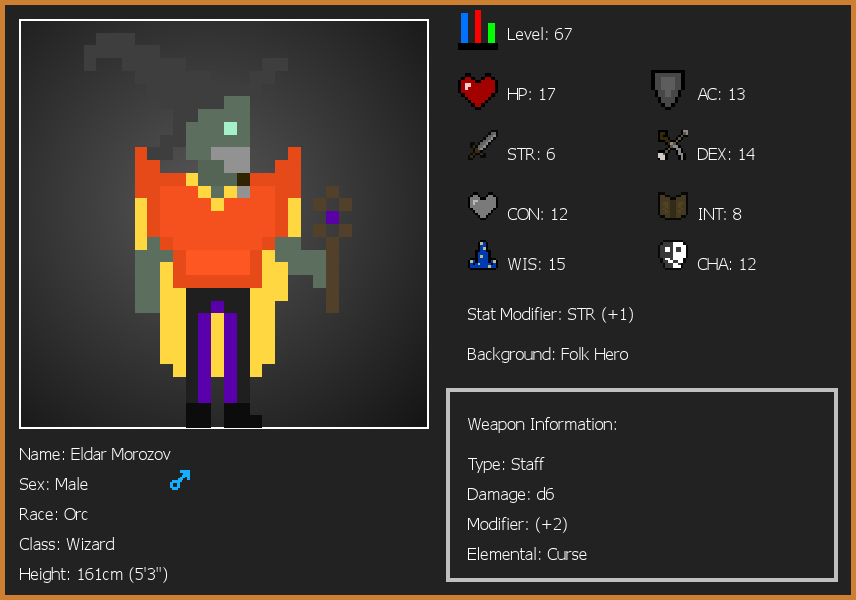 Level: 67
HP: 17
AC: 13
STR: 6
DEX: 14
CON: 12
INT: 8
WIS: 15
CHA: 12
Stat Modifier: STR (+1)
Background: Folk Hero
Weapon Information:
Type: Staff
Damage: d6
Modifier: (+2)
Elemental: Curse
Name: Eldar Morozov
Sex: Male
Race: Orc
Class: Wizard
Height: 161cm (5'3")